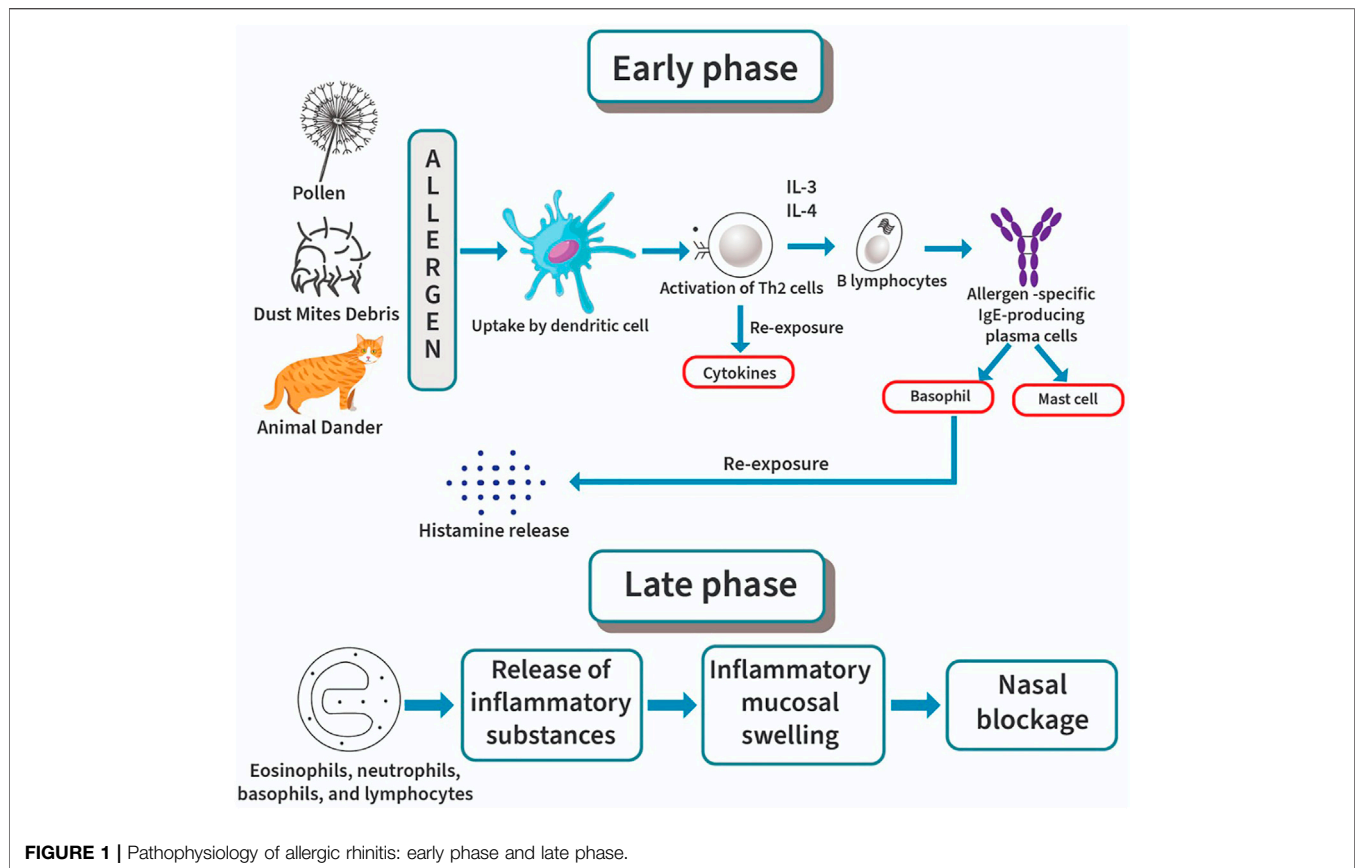 Early phase
Pollen
Dust Mites Debris
Animal Dander
ALLERGEN
Uptake by dendritic cell
Activation of Th2 cells
IL-3
IL-4
B lymphocytes
Allergen -specific
IgE-producing
plasma cells
Re-exposure
Cytokines
Basophil
Mast cell
Re-exposure
Histamine release
Late phase
Eosinophils, neutrophils,
basophils, and lymphocytes
Release of
inflammatory
substances
Inflammatory
mucosal
swelling
Nasal
blockage
FIGURE 1 | Pathophysiology of allergic rhinitis: early phase and late phase.